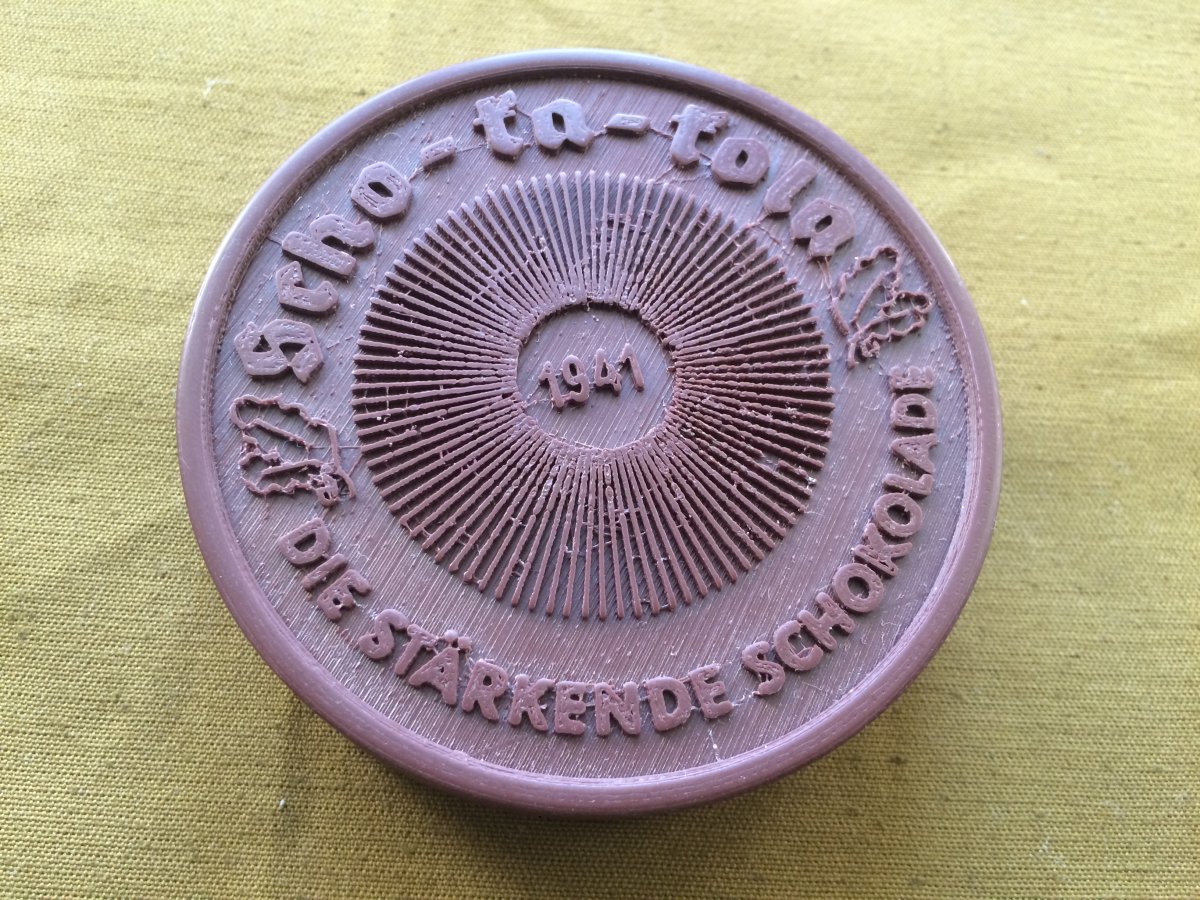 Scho-ka-kola
1941
DIE STÄRKENDE SCHOKOLADE